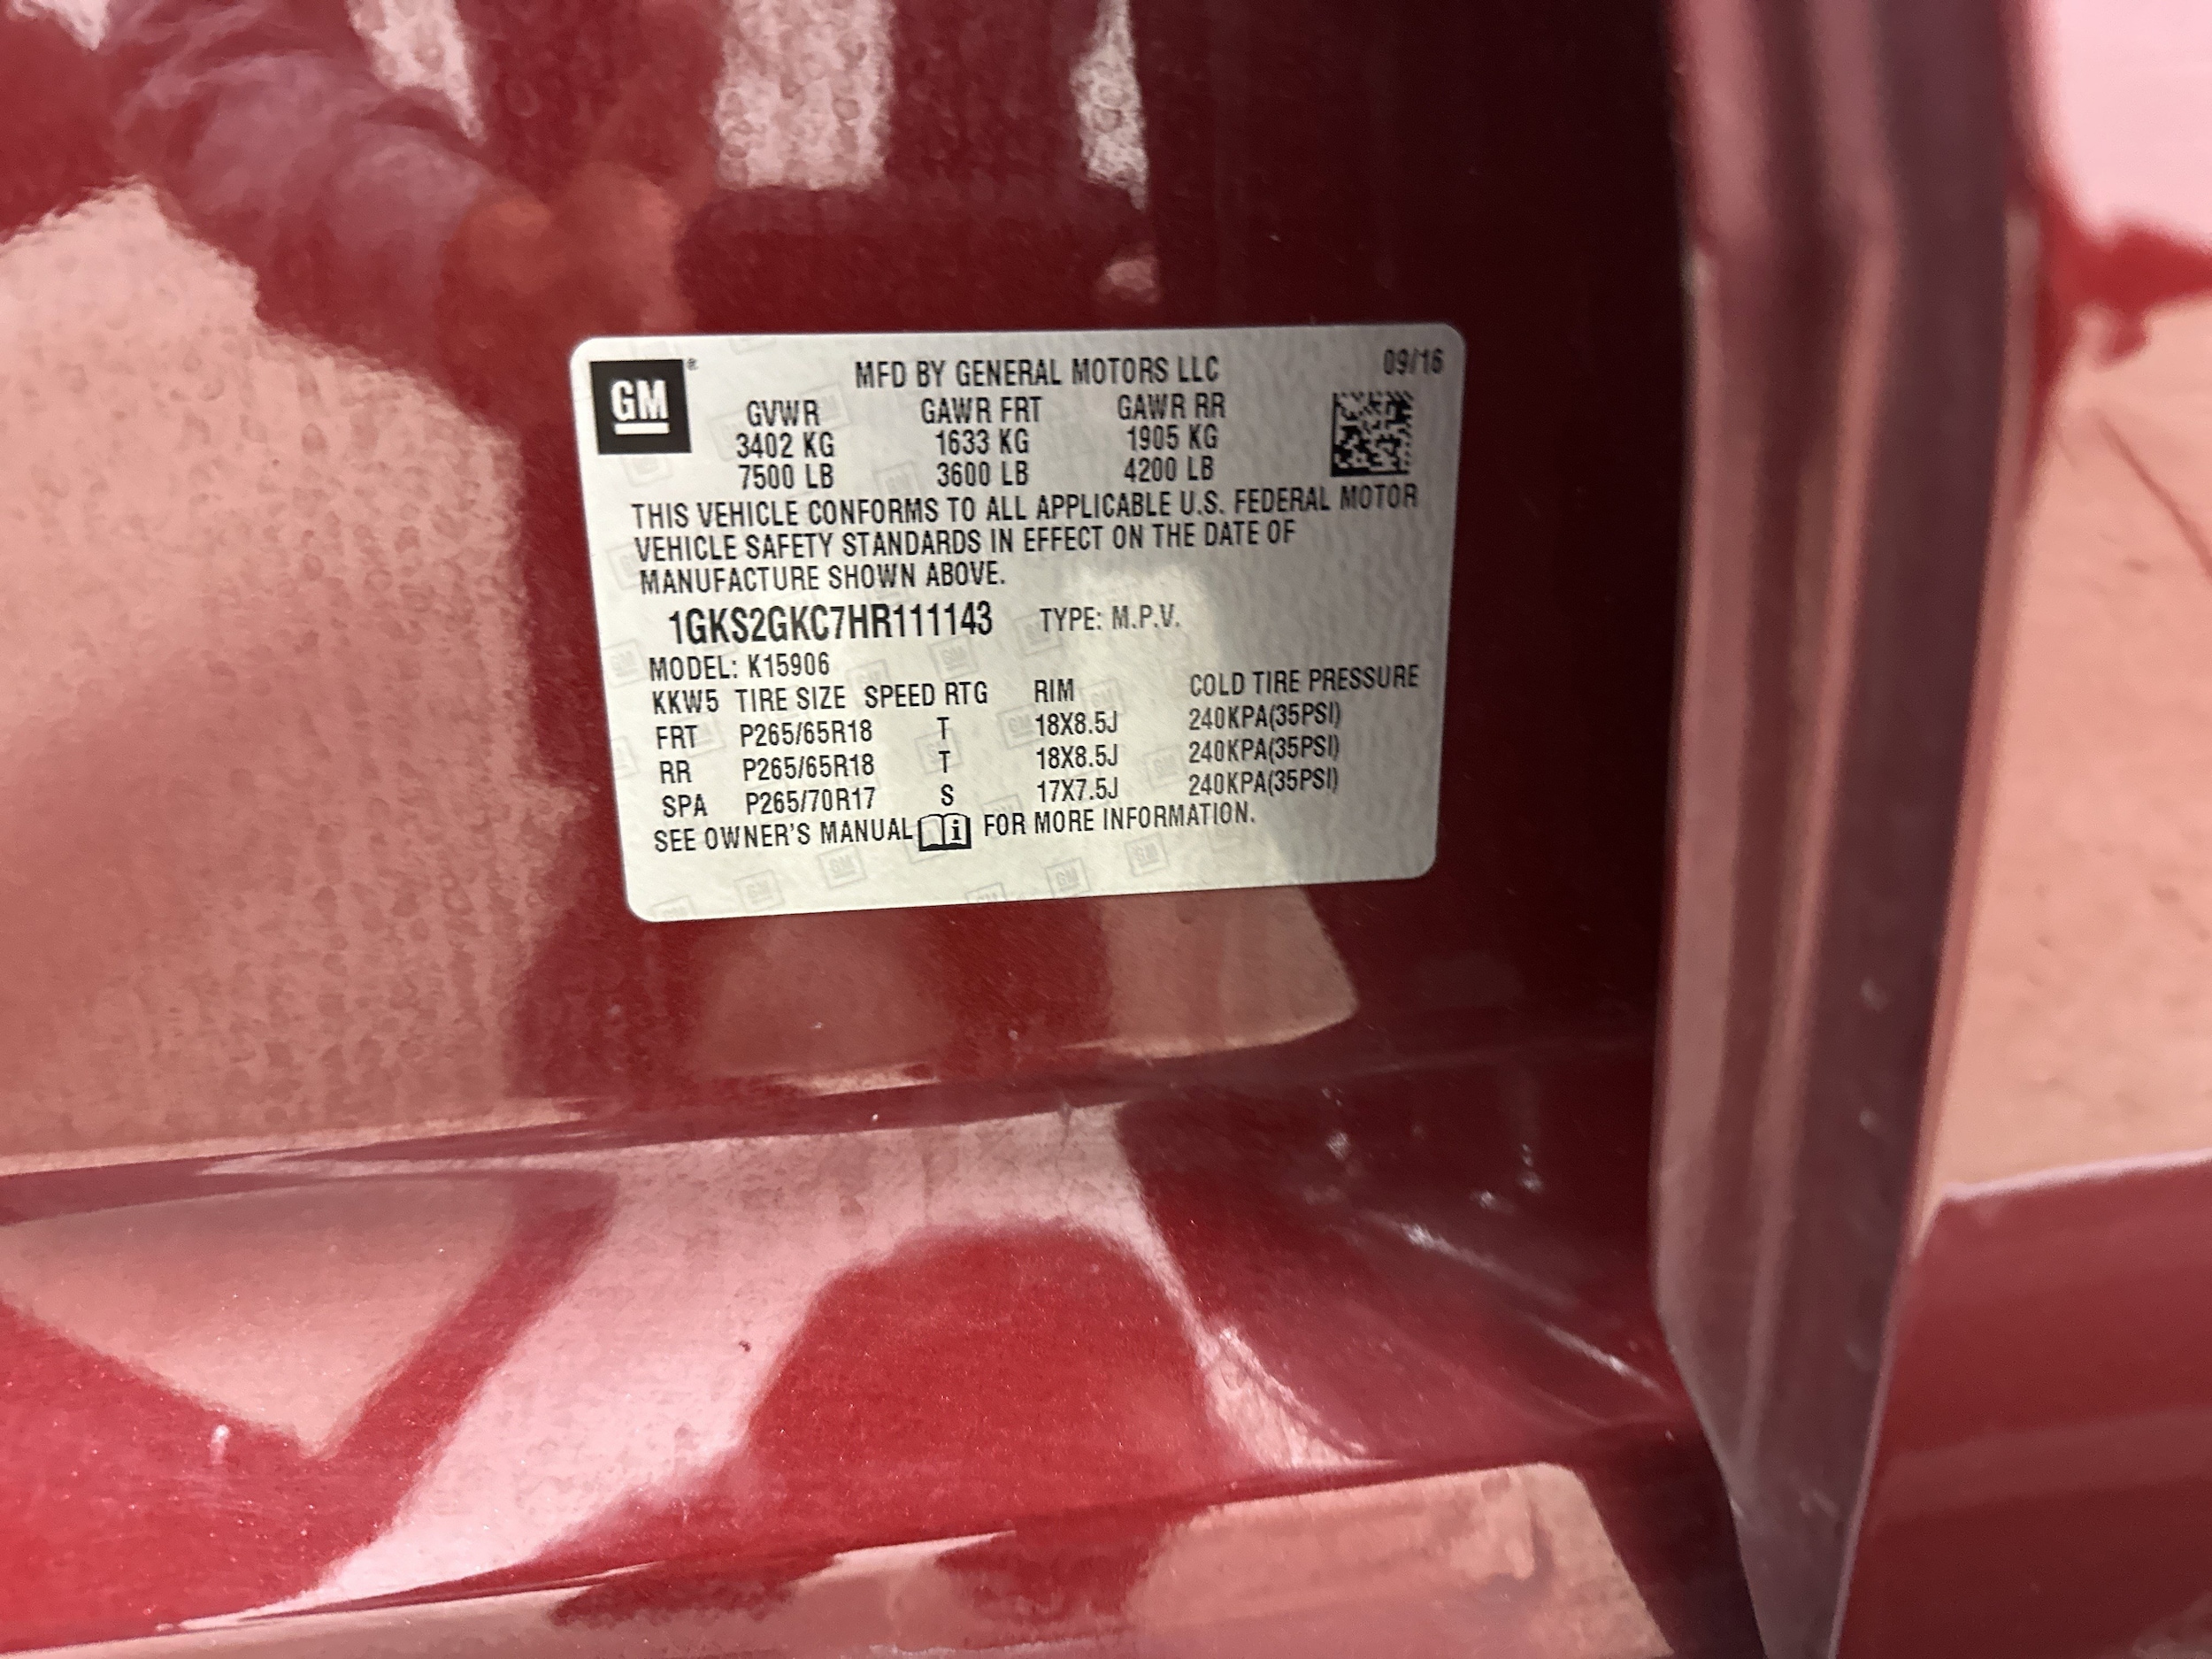 GM ® MFD BY GENERAL MOTORS LLC 09/16
GVWR GAWR FRT GAWR RR
3402 KG 1633 KG 1905 KG
7500 LB 3600 LB 4200 LB
THIS VEHICLE CONFORMS TO ALL APPLICABLE U.S. FEDERAL MOTOR
VEHICLE SAFETY STANDARDS IN EFFECT ON THE DATE OF
MANUFACTURE SHOWN ABOVE.
1GKS2GKC7HR111143 TYPE: M.P.V.
MODEL: K15906
KKW5 TIRE SIZE SPEED RTG RIM COLD TIRE PRESSURE
FRT P265/65R18 T 18X8.5J 240KPA(35PSI)
RR P265/65R18 T 18X8.5J 240KPA(35PSI)
SPA P265/70R17 S 17X7.5J 240KPA(35PSI)
SEE OWNER'S MANUAL i FOR MORE INFORMATION.